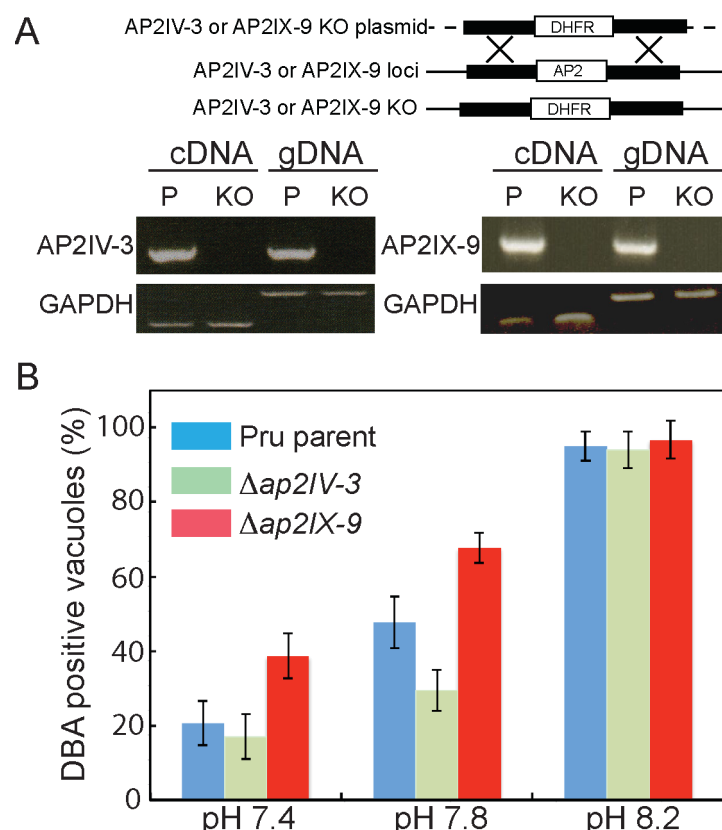 A
AP2IV-3 or AP2IX-9 KO plasmid
DHFR
AP2IV-3 or AP2IX-9 loci
AP2
AP2IV-3 or AP2IX-9 KO
DHFR
cDNA gDNA
P KO P KO
AP2IV-3
GAPDH
cDNA gDNA
P KO P KO
AP2IX-9
GAPDH
B
DBA positive vacuoles (%)
100
80
60
40
20
0
Pru parent
Δap2IV-3
Δap2IX-9
pH 7.4 pH 7.8 pH 8.2